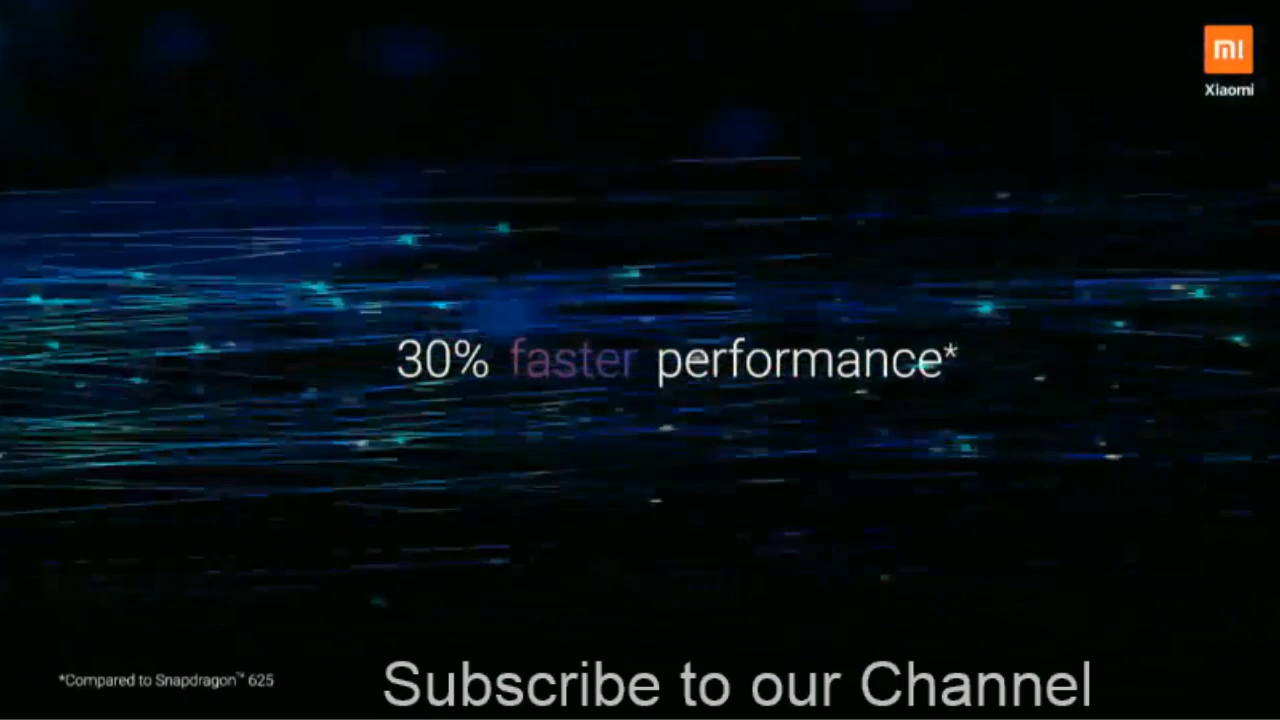 mi
Xiaomi
30% faster performance*
*Compared to Snapdragon™ 625
Subscribe to our Channel